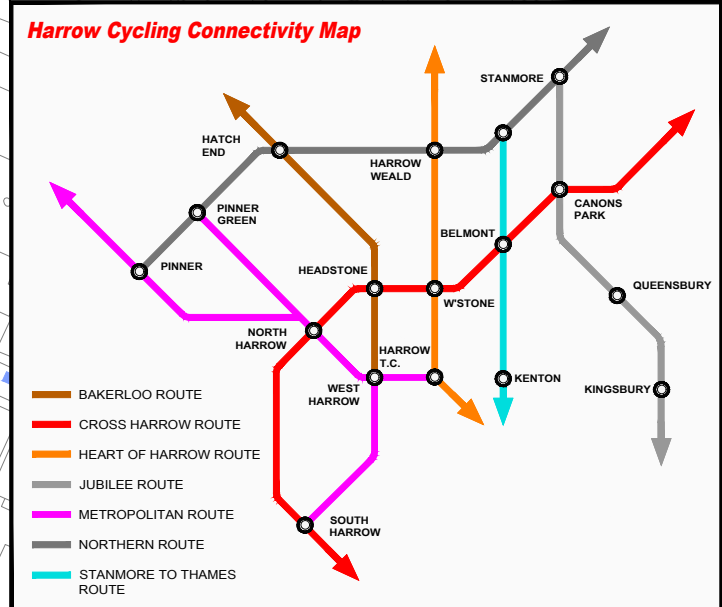 Harrow Cycling Connectivity Map
STANMORE
HATCH
END
HARROW
WEALD
PINNER
GREEN
CANONS
PARK
BELMONT
PINNER
HEADSTONE
QUEENSBURY
W'STONE
NORTH
HARROW
HARROW
T.C.
WEST
HARROW
KENTON
KINGSBURY
BAKERLOO ROUTE
CROSS HARROW ROUTE
HEART OF HARROW ROUTE
JUBILEE ROUTE
METROPOLITAN ROUTE
NORTHERN ROUTE
STANMORE TO THAMES
ROUTE
SOUTH
HARROW